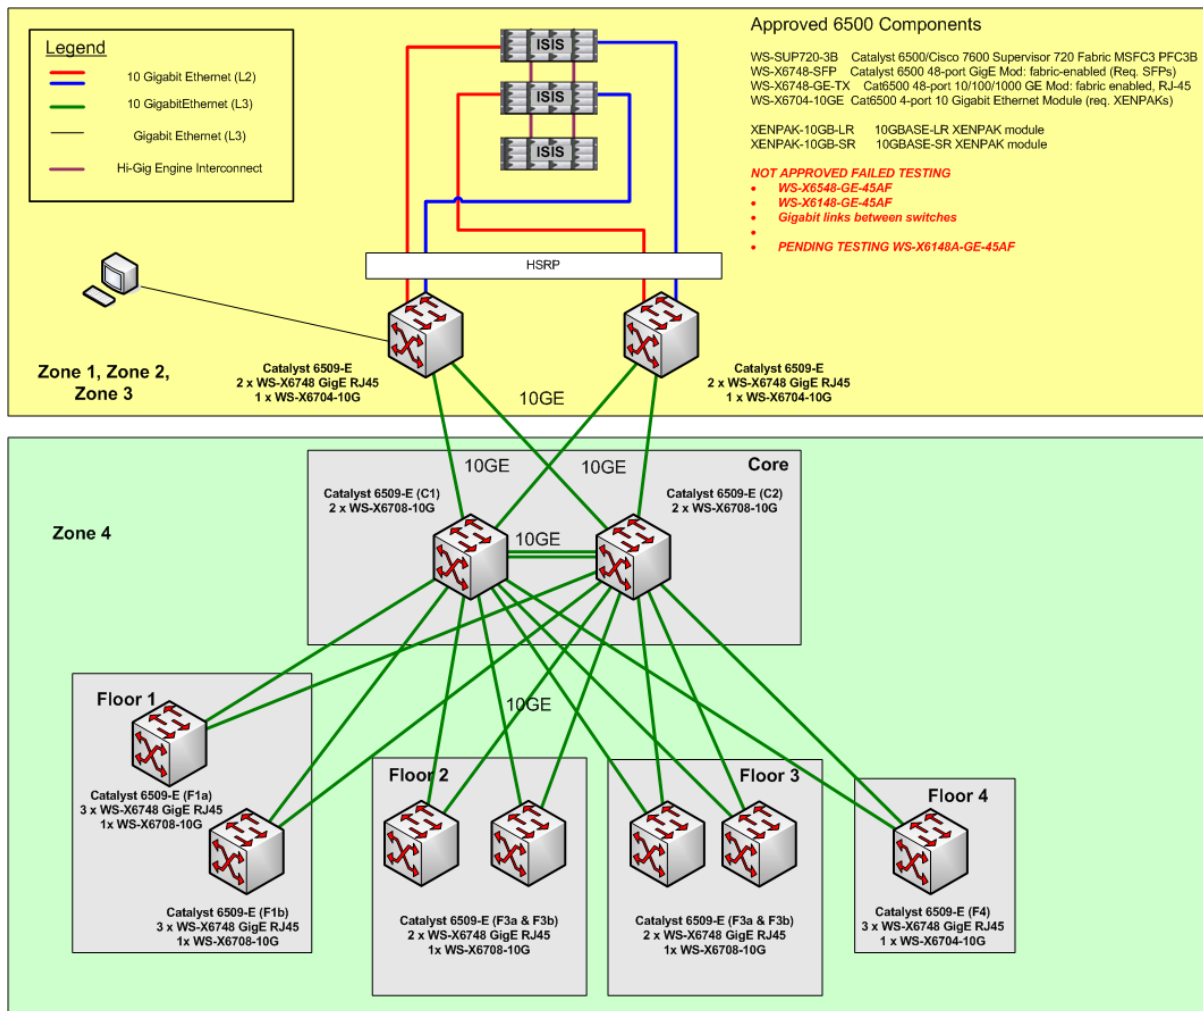 Legend
10 Gigabit Ethernet (L2)
10 GigabitEthernet (L3)
Gigabit Ethernet (L3)
Hi-Gig Engine Interconnect
ISIS
ISIS
ISIS
Approved 6500 Components
WS-SUP720-3B Catalyst 6500/Cisco 7600 Supervisor 720 Fabric MSFC3 PFC3B
WS-X6748-SFP Catalyst 6500 48-port GigE Mod: fabric-enabled (Req. SFPs)
WS-X6748-GE-TX Cat6500 48-port 10/100/1000 GE Mod: fabric enabled, RJ-45
WS-X6704-10GE Cat6500 4-port 10 Gigabit Ethernet Module (req. XENPAKs)
XENPAK-10GB-LR 10GBASE-LR XENPAK module
XENPAK-10GB-SR 10GBASE-SR XENPAK module
NOT APPROVED FAILED TESTING
• WS-X6548-GE-45AF
• WS-X6148-GE-45AF
• Gigabit links between switches
•
• PENDING TESTING WS-X6148A-GE-45AF
HSRP
Zone 1, Zone 2,
Zone 3
Catalyst 6509-E
2 x WS-X6748 GigE RJ45
1 x WS-X6704-10G
Catalyst 6509-E
2 x WS-X6748 GigE RJ45
1 x WS-X6704-10G
10GE
10GE
10GE
Core
Catalyst 6509-E (C1)
2 x WS-X6708-10G
Catalyst 6509-E (C2)
2 x WS-X6708-10G
Zone 4
10GE
Floor 1
Catalyst 6509-E (F1a)
3 x WS-X6748 GigE RJ45
1x WS-X6708-10G
Catalyst 6509-E (F1b)
3 x WS-X6748 GigE RJ45
1x WS-X6708-10G
10GE
Floor 2
Catalyst 6509-E (F3a & F3b)
2 x WS-X6748 GigE RJ45
1x WS-X6708-10G
Floor 3
Catalyst 6509-E (F3a & F3b)
2 x WS-X6748 GigE RJ45
1x WS-X6708-10G
Floor 4
Catalyst 6509-E (F4)
3 x WS-X6748 GigE RJ45
1 x WS-X6704-10G